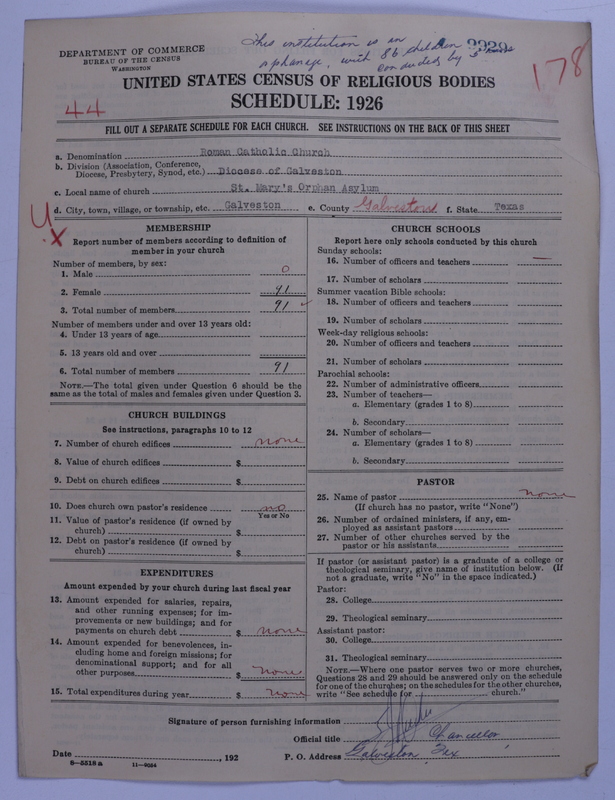 DEPARTMENT OF COMMERCE
BUREAU OF THE CENSUS
WASHINGTON
This institution is an
orphanage, with 86 children
conducted by 5
178
UNITED STATES CENSUS OF RELIGIOUS BODIES
SCHEDULE: 1926
44
FILL OUT A SEPARATE SCHEDULE FOR EACH CHURCH. SEE INSTRUCTIONS ON THE BACK OF THIS SHEET
a. Denomination Roman Catholic Church
b. Division (Association, Conference,
Diocese, Presbytery, Synod, etc.) Diocese of Galveston
c. Local name of church St. Mary's Orphan Asylum
d. City, town, village, or township, etc. Galveston e. County Galveston f. State Texas
4
x
MEMBERSHIP
Report number of members according to definition of
member in your church
Number of members, by sex:
1. Male 0
2. Female 91
3. Total number of members 91 ✓
Number of members under and over 13 years old:
4. Under 13 years of age
5. 13 years old and over
6. Total number of members 91
NOTE.—The total given under Question 6 should be the
same as the total of males and females given under Question 3.
CHURCH BUILDINGS
See instructions, paragraphs 10 to 12
7. Number of church edifices none
8. Value of church edifices $
9. Debt on church edifices $
10. Does church own pastor's residence no
Yes or No
11. Value of pastor's residence (if owned by
church) $
12. Debt on pastor's residence (if owned by
church) $
EXPENDITURES
Amount expended by your church during last fiscal year
13. Amount expended for salaries, repairs,
and other running expenses; for im-
provements or new buildings; and for
payments on church debt $ none
14. Amount expended for benevolences, in-
cluding home and foreign missions; for
denominational support; and for all
other purposes $ none
15. Total expenditures during year $ none
CHURCH SCHOOLS
Report here only schools conducted by this church
Sunday schools:
16. Number of officers and teachers —
17. Number of scholars
Summer vacation Bible schools:
18. Number of officers and teachers
19. Number of scholars
Week-day religious schools:
20. Number of officers and teachers
21. Number of scholars
Parochial schools:
22. Number of administrative officers
23. Number of teachers—
a. Elementary (grades 1 to 8)
b. Secondary
24. Number of scholars—
a. Elementary (grades 1 to 8)
b. Secondary
PASTOR
25. Name of pastor none
(If church has no pastor, write "None")
26. Number of ordained ministers, if any, em-
ployed as assistant pastors
27. Number of other churches served by the
pastor or his assistants
If pastor (or assistant pastor) is a graduate of a college or
theological seminary, give name of institution below. (If
not a graduate, write "No" in the space indicated.)
Pastor:
28. College
29. Theological seminary
Assistant pastor:
30. College
31. Theological seminary
NOTE.—Where one pastor serves two or more churches,
Questions 28 and 29 should be answered only on the schedule
for one of the churches; on the schedules for the other churches,
write "See schedule for church."
Signature of person furnishing information
Official title Chancellor
Date , 192 P. O. Address Galveston, Tex
8—5518 a 11—9054